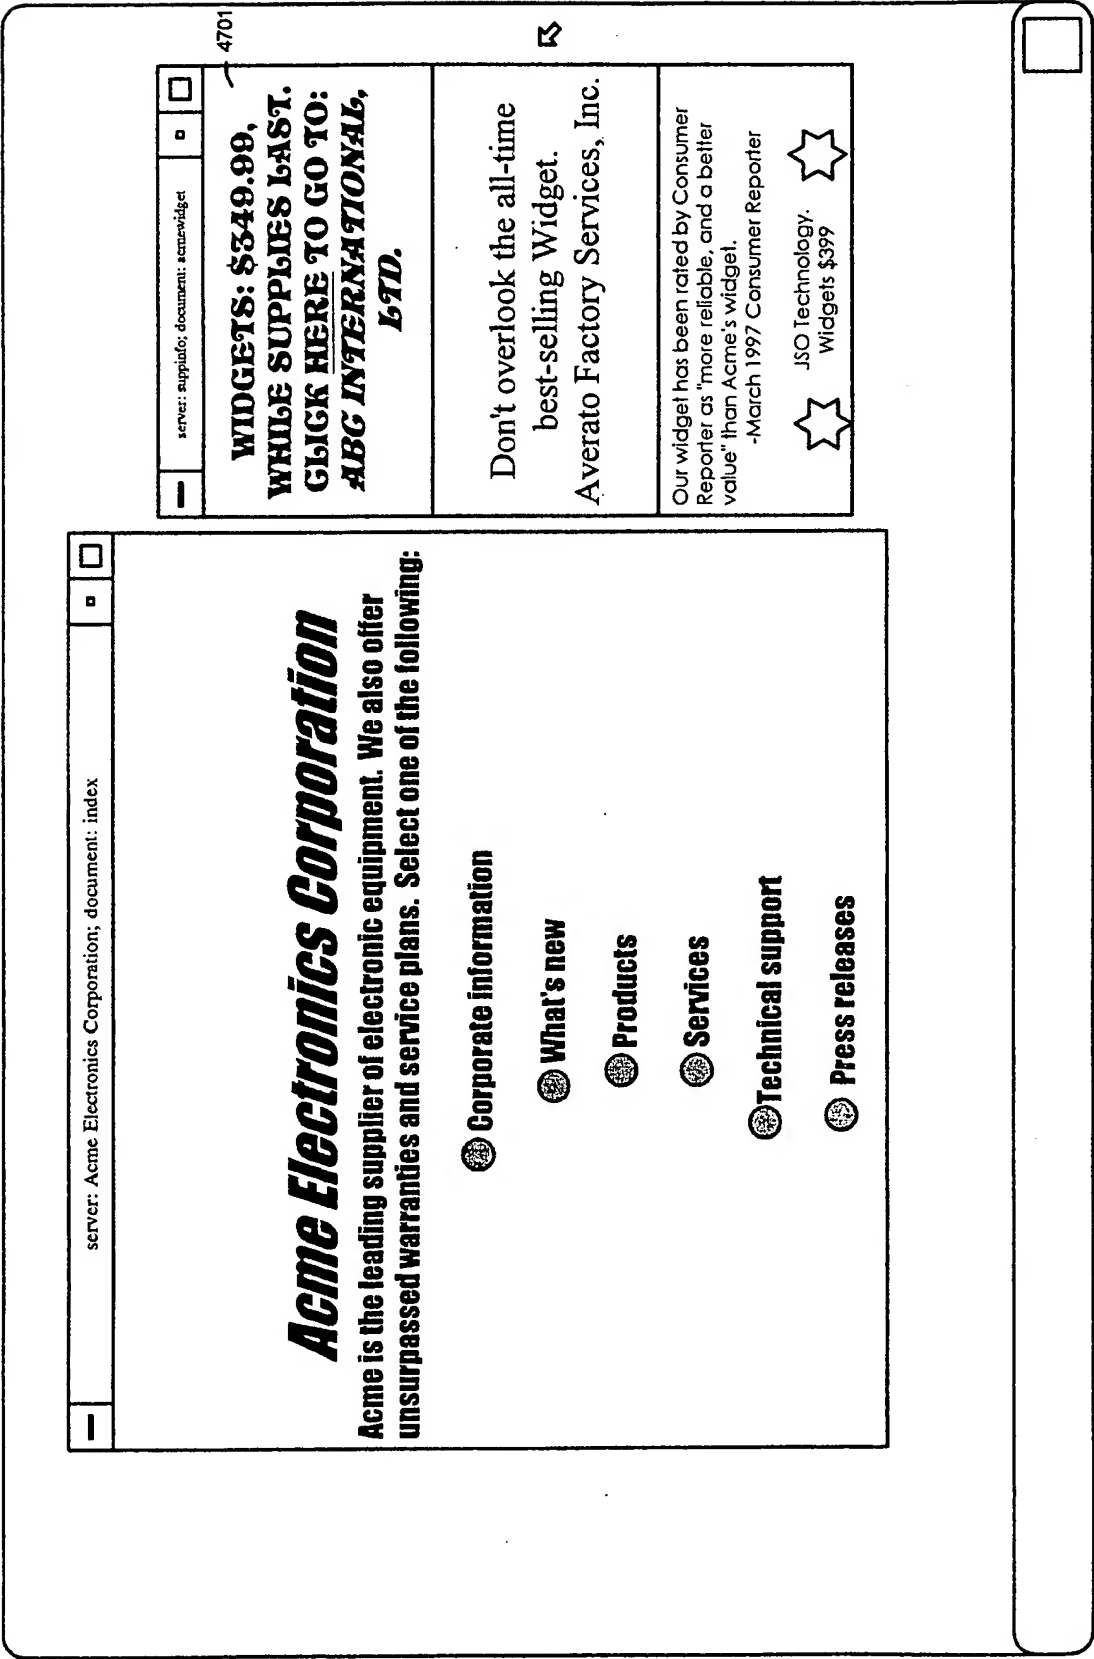 server: Acme Electronics Corporation; document: index
Acme Electronics Corporation
Acme is the leading supplier of electronic equipment. We also offer
unsurpassed warranties and service plans. Select one of the following:
Corporate information
What's new
Products
Services
Technical support
Press releases
4701
server: suppinfo; document: acmewidget
WIDGETS: $349.99,
WHILE SUPPLIES LAST.
CLICK HERE TO GO TO:
ABC INTERNATIONAL,
LTD.
Don't overlook the all-time
best-selling Widget.
Averato Factory Services, Inc.
Our widget has been rated by Consumer
Reporter as "more reliable, and a better
value" than Acme's widget.
-March 1997 Consumer Reporter
JSO Technology.
Widgets $399